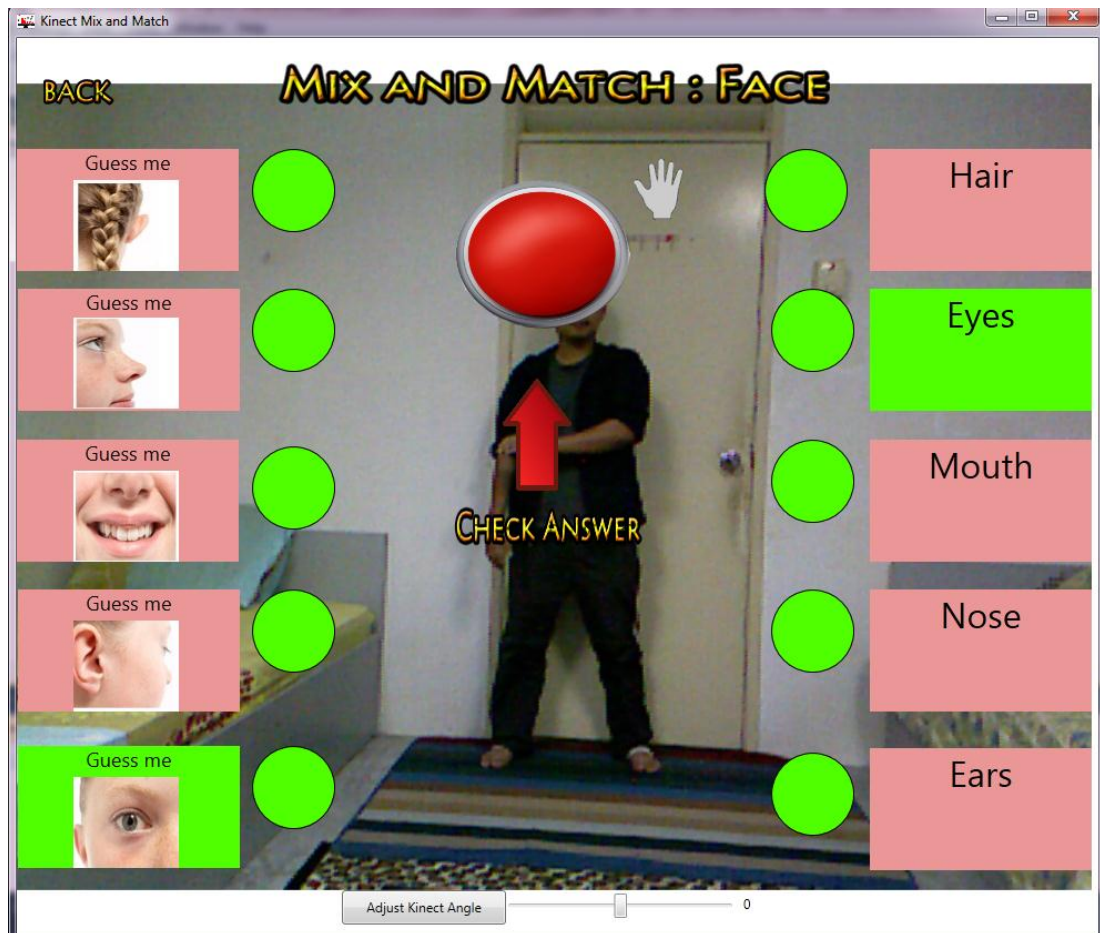 Kinect Mix and Match
BACK
Mix and Match : Face
Guess me
Hair
Guess me
Eyes
Guess me
Mouth
Check Answer
Guess me
Nose
Guess me
Ears
Adjust Kinect Angle
0